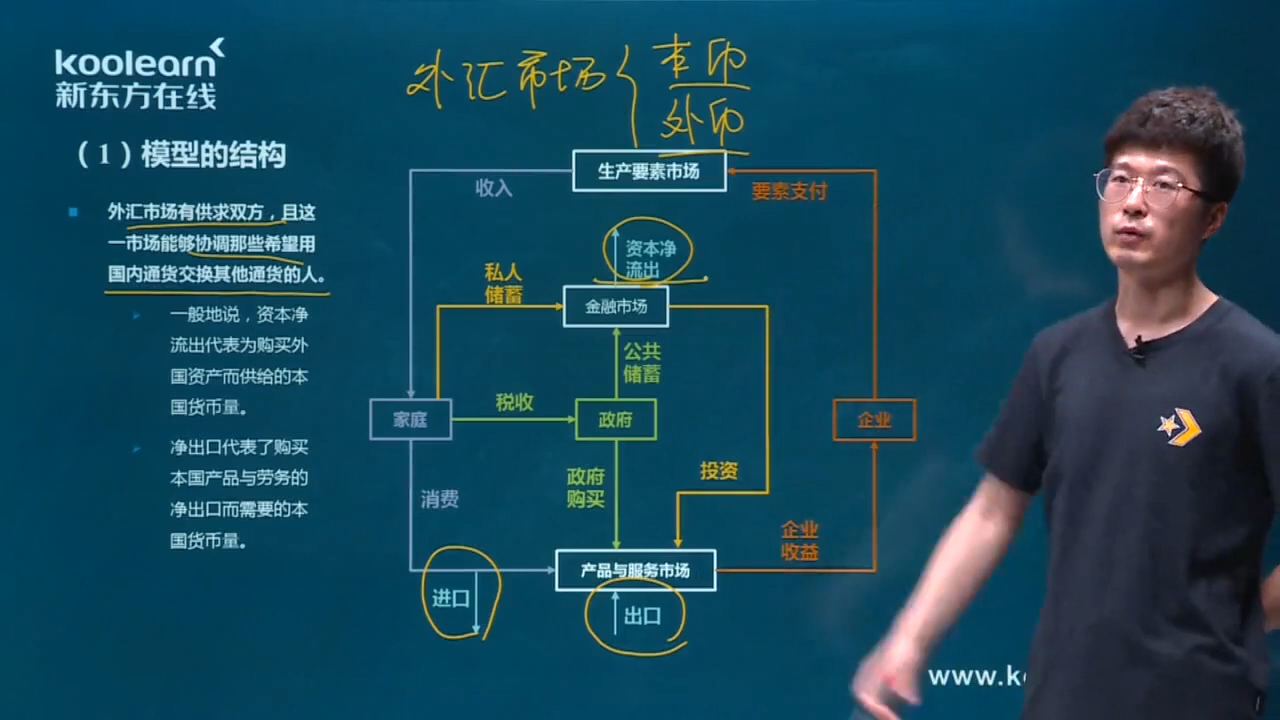 koolearn
新东方在线
外汇市场
本币
外币
（1）模型的结构
外汇市场有供求双方，且这
一市场能够协调那些希望用
国内通货交换其他通货的人。
一般地说，资本净
流出代表为购买外
国资产而供给的本
国货币量。
净出口代表了购买
本国产品与劳务的
净出口而需要的本
国货币量。
生产要素市场
收入
要素支付
资本净
流出
私人
储蓄
金融市场
公共
储蓄
税收
家庭
政府
企业
政府
购买
投资
消费
企业
收益
产品与服务市场
进口
出口
www.k